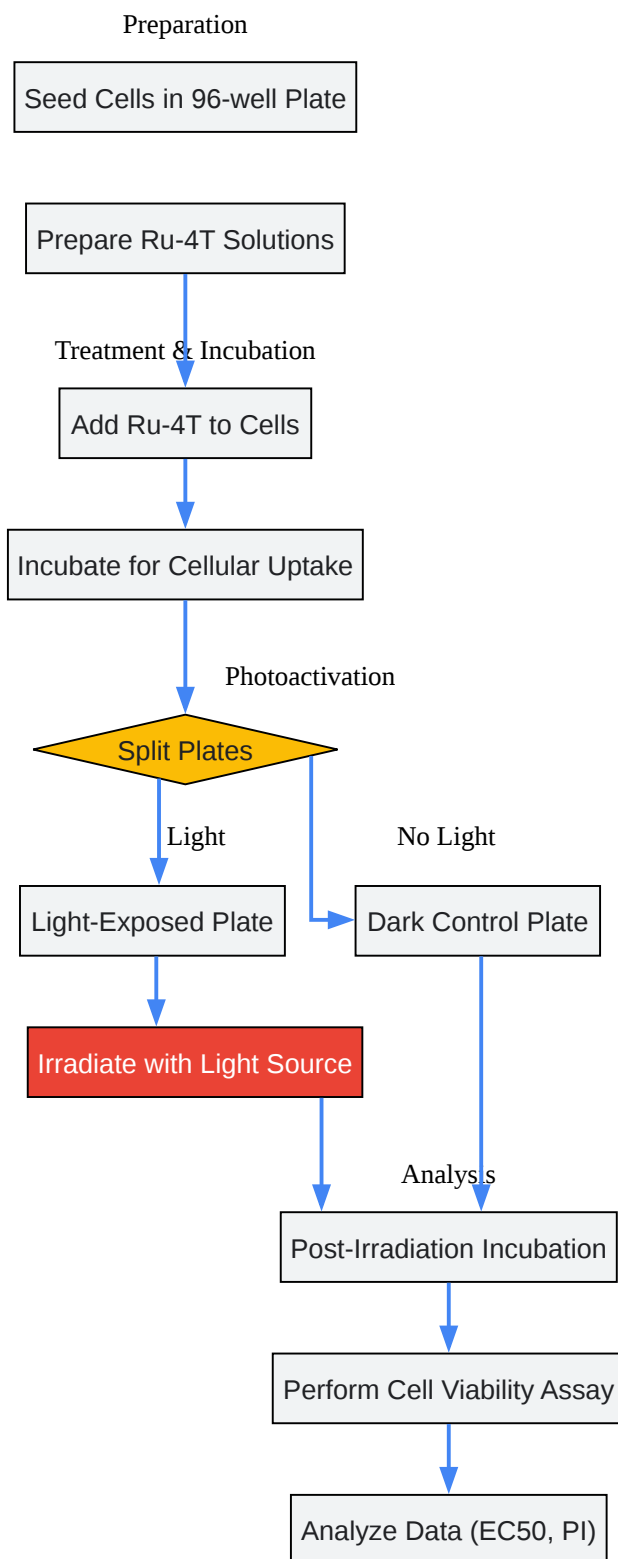 Preparation
Seed Cells in 96-well Plate
Prepare Ru-4T Solutions
Treatment & Incubation
Add Ru-4T to Cells
Incubate for Cellular Uptake
Photoactivation
Split Plates
Light
No Light
Light-Exposed Plate
Dark Control Plate
Irradiate with Light Source
Analysis
Post-Irradiation Incubation
Perform Cell Viability Assay
Analyze Data (EC50, PI)